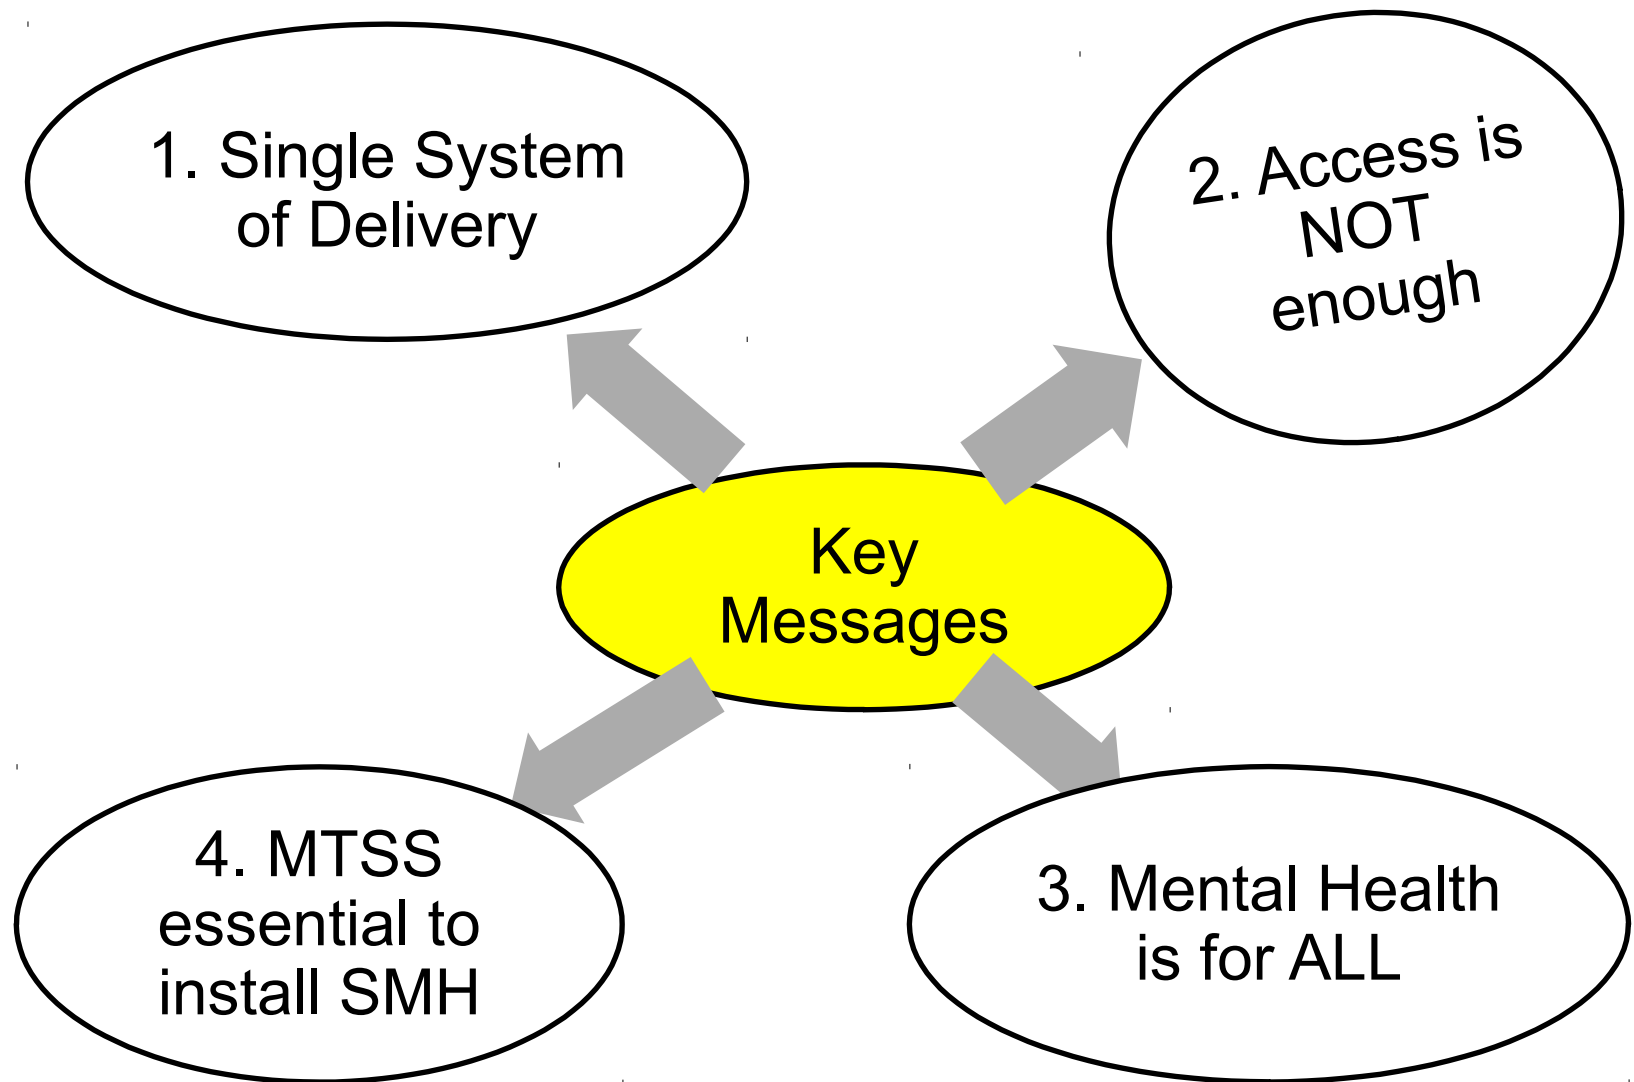 1. Single System
of Delivery
2. Access is
NOT
enough
Key
Messages
4. MTSS
essential to
install SMH
3. Mental Health
is for ALL